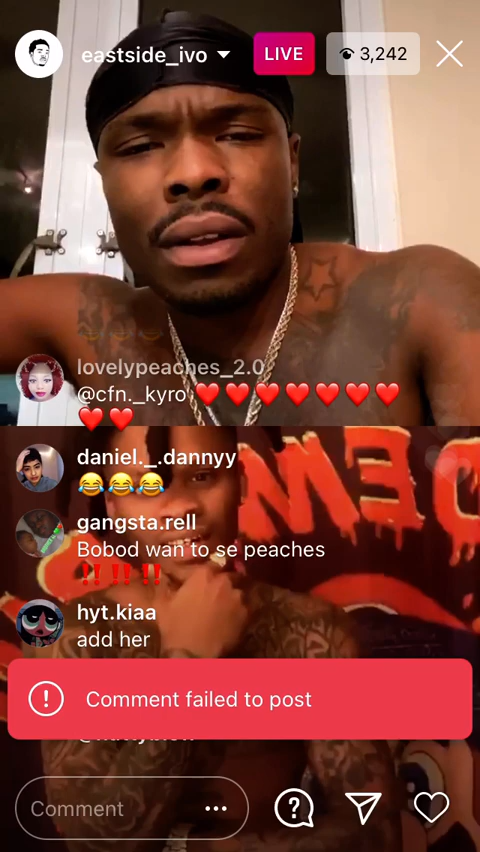 eastside_ivo
LIVE
3,242
lovelypeaches_2.0
@cfn._kyro ❤️❤️❤️❤️❤️❤️❤️
❤️❤️
daniel._.dannyy
😂😂😂
gangsta.rell
Bobod wan to se peaches
‼️‼️‼️
hyt.kiaa
add her
Comment failed to post
Comment